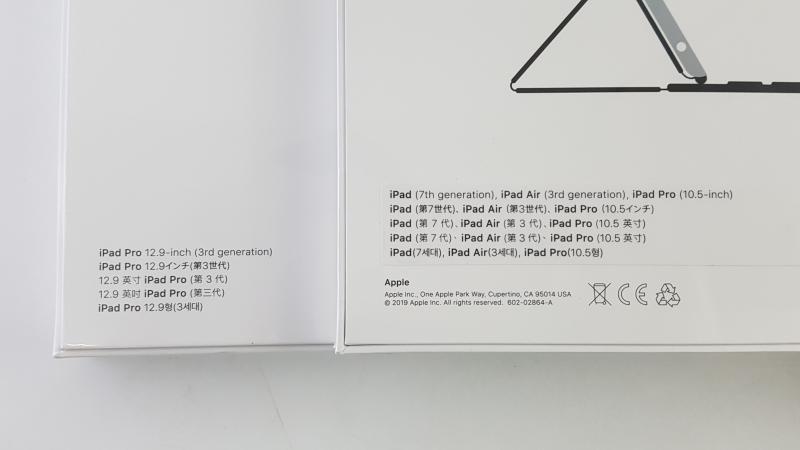 iPad Pro 12.9-inch (3rd generation)
iPad Pro 12.9インチ(第3世代)
12.9 英寸 iPad Pro (第 3 代)
12.9 英吋 iPad Pro (第三代)
iPad Pro 12.9형(3세대)
iPad (7th generation), iPad Air (3rd generation), iPad Pro (10.5-inch)
iPad (第7世代)、iPad Air (第3世代)、iPad Pro (10.5インチ)
iPad (第 7 代)、iPad Air (第 3 代)、iPad Pro (10.5 英寸)
iPad (第 7 代)、iPad Air (第 3 代)、iPad Pro (10.5 英吋)
iPad(7세대), iPad Air(3세대), iPad Pro(10.5형)
Apple
Apple Inc., One Apple Park Way, Cupertino, CA 95014 USA
© 2019 Apple Inc. All rights reserved. 602-02864-A
CE